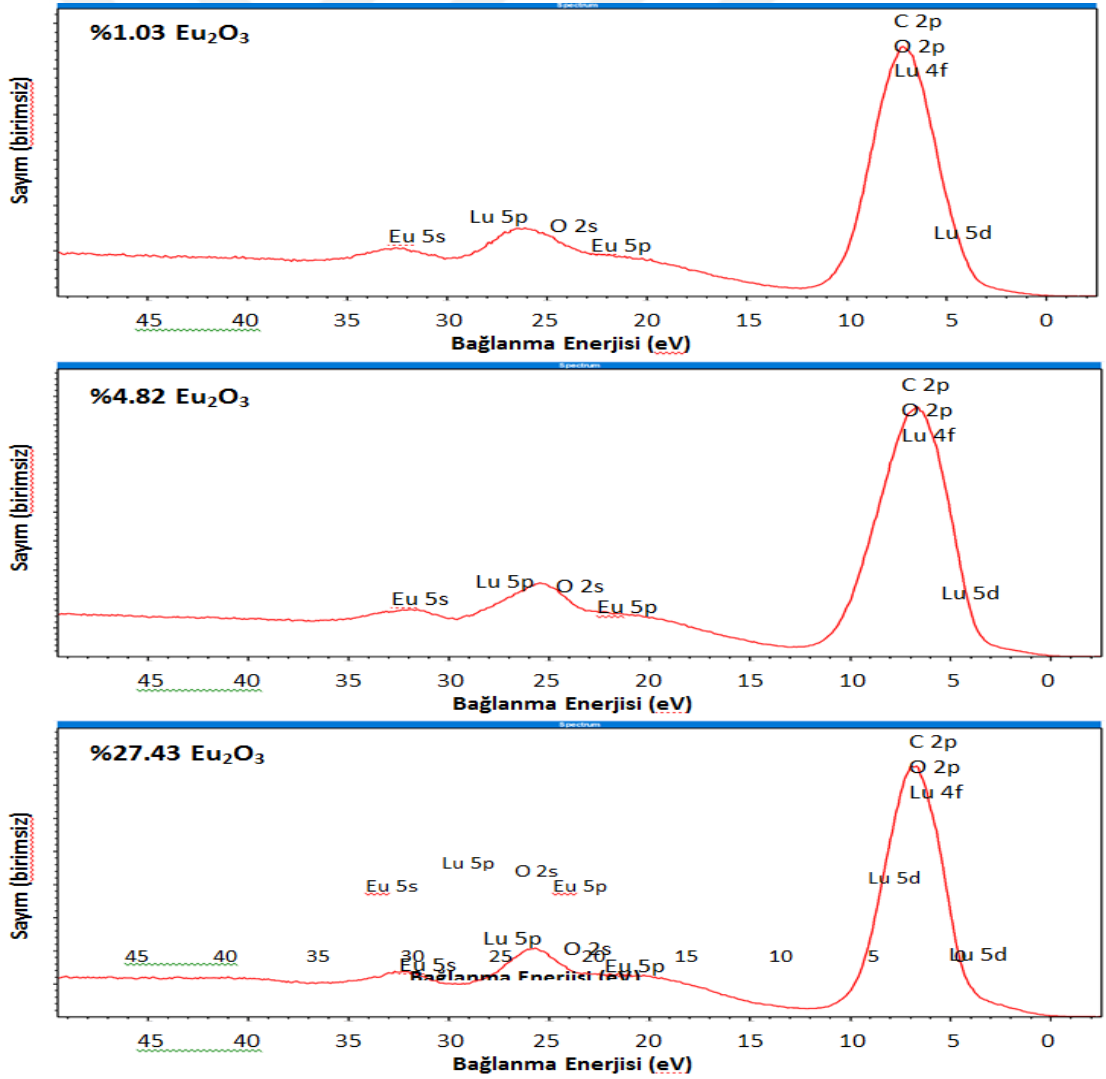 Spectrum
%1.03 Eu₂O₃
C 2p
O 2p
Lu 4f
Sayım (birimsiz)
Lu 5p
O 2s
Eu 5s
Eu 5p
Lu 5d
45 40 35 30 25 20 15 10 5 0
Bağlanma Enerjisi (eV)
Spectrum
%4.82 Eu₂O₃
C 2p
O 2p
Lu 4f
Sayım (birimsiz)
Lu 5p
O 2s
Eu 5s
Eu 5p
Lu 5d
45 40 35 30 25 20 15 10 5 0
Bağlanma Enerjisi (eV)
Spectrum
%27.43 Eu₂O₃
C 2p
O 2p
Lu 4f
Sayım (birimsiz)
Lu 5p
O 2s
Eu 5s
Eu 5p
Lu 5d
Lu 5p
O 2s
45 40 35 30 25 20 15 10 5 0
Lu 5d
Eu 5s
Eu 5p
Bağlanma Enerjisi (eV)
45 40 35 30 25 20 15 10 5 0
Bağlanma Enerjisi (eV)